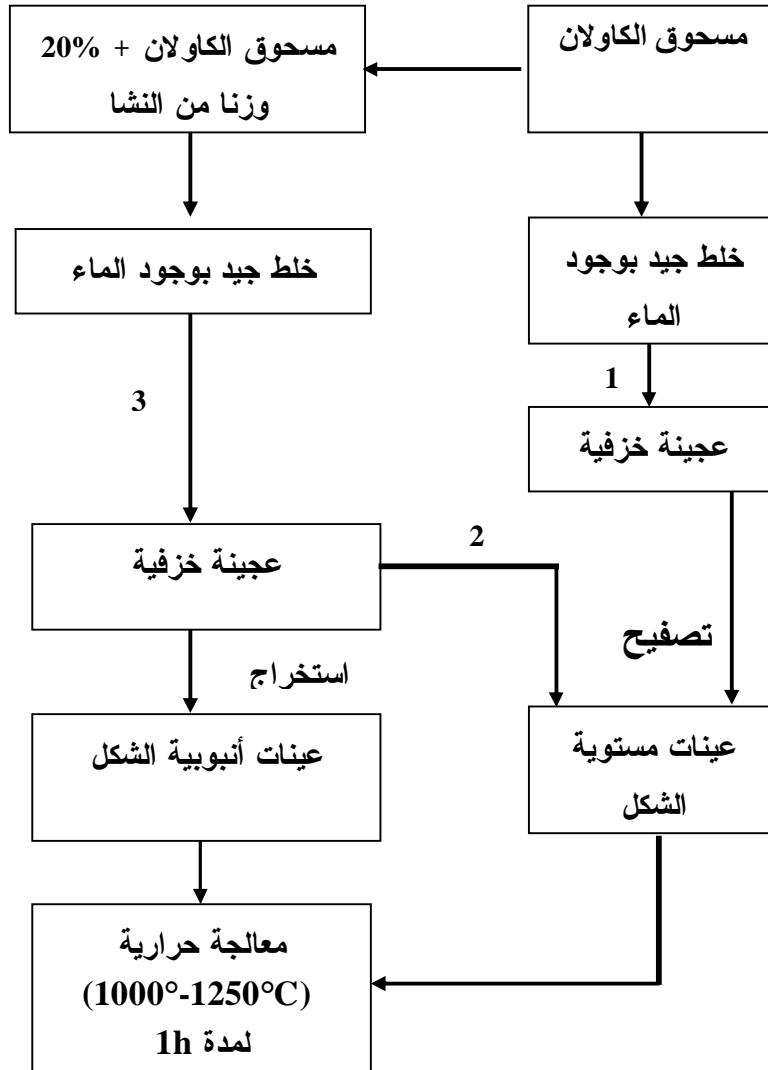 مسحوق الكاولان
مسحوق الكاولان + 20%
وزنا من النشا
خلط جيد بوجود
الماء
خلط جيد بوجود الماء
1
3
عجينة خزفية
2
عجينة خزفية
تصفيح
استخراج
عينات مستوية
الشكل
عينات أنبوبية الشكل
معالجة حرارية
(1000°-1250°C)
لمدة 1h